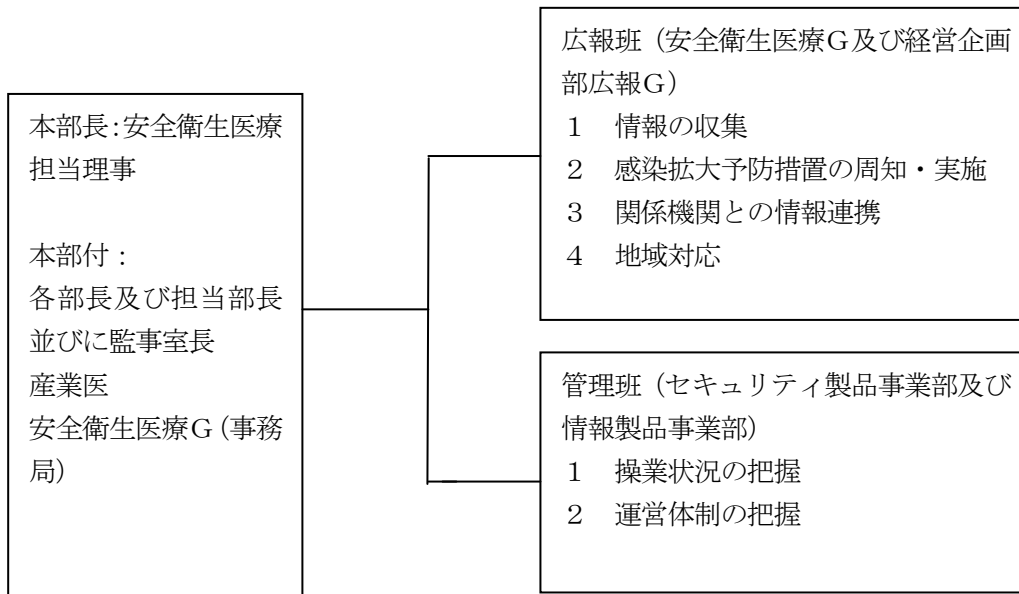 本部長：安全衛生医療
担当理事
本部付：
各部長及び担当部長
並びに監事室長
産業医
安全衛生医療Ｇ（事務
局）
広報班（安全衛生医療Ｇ及び経営企画
部広報Ｇ）
１　情報の収集
２　感染拡大予防措置の周知・実施
３　関係機関との情報連携
４　地域対応
管理班（セキュリティ製品事業部及び
情報製品事業部）
１　操業状況の把握
２　運営体制の把握